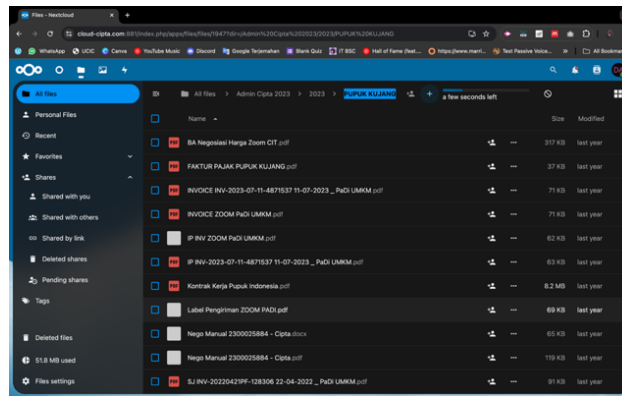 Files - Nextcloud
cloud-cipta.com:881/index.php/apps/files/files/1947?dir=/Admin%20Cipta%202023/2023/PUPUK%20KUJANG
WhatsApp UCIC Canva YouTube Music Discord Google Terjemahan Blank Quiz IT BSC Hall of Fame (feat.... https://www.marri... Test Passive Voice... All Bookmarks
All files
All files > Admin Cipta 2023 > 2023 > PUPUK KUJANG
a few seconds left
Personal Files
Name
Size
Modified
Recent
BA Negosiasi Harga Zoom CIT.pdf
317 KB
last year
Favorites
FAKTUR PAJAK PUPUK KUJANG.pdf
37 KB
last year
Shares
INVOICE INV-2023-07-11-4871537 11-07-2023 _ PaDi UMKM.pdf
71 KB
last year
Shared with you
INVOICE ZOOM PaDi UMKM.pdf
71 KB
last year
Shared with others
IP INV ZOOM PaDi UMKM.pdf
62 KB
last year
Shared by link
IP INV-2023-07-11-4871537 11-07-2023 _ PaDi UMKM.pdf
63 KB
last year
Deleted shares
Kontrak Kerja Pupuk Indonesia.pdf
8.2 MB
last year
Pending shares
Label Pengiriman ZOOM PADI.pdf
69 KB
last year
Tags
Nego Manual 2300025884 - Cipta.docx
65 KB
last year
Deleted files
Nego Manual 2300025884 - Cipta.pdf
119 KB
last year
51.8 MB used
SJ INV-20220421PF-128306 22-04-2022 _ PaDi UMKM.pdf
91 KB
last year
Files settings